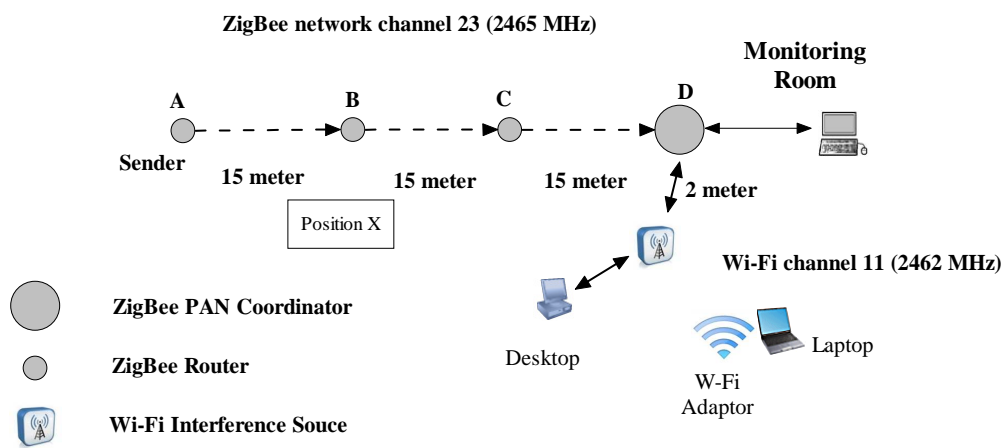 ZigBee network channel 23 (2465 MHz)
Monitoring
Room
A
B
C
D
Sender
15 meter
15 meter
15 meter
2 meter
Position X
Wi-Fi channel 11 (2462 MHz)
ZigBee PAN Coordinator
Desktop
Laptop
ZigBee Router
W-Fi
Adaptor
Wi-Fi Interference Souce